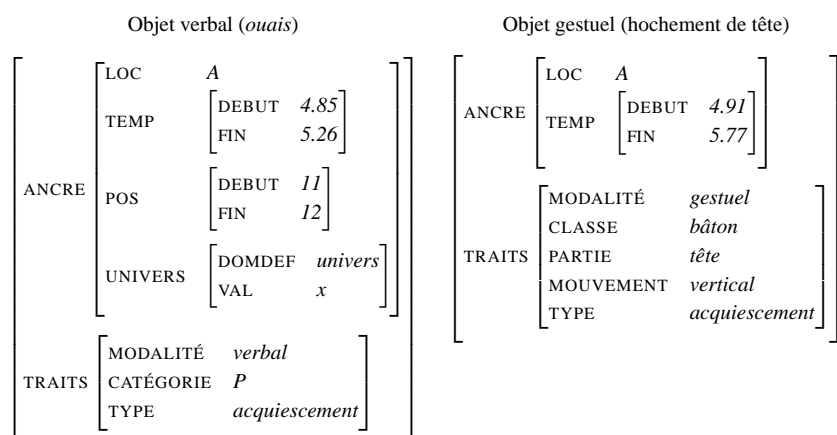 Objet verbal (ouais)
ANCRE
LOC A
TEMP
DEBUT 4.85
FIN 5.26
POS
DEBUT 11
FIN 12
UNIVERS
DOMDEF univers
VAL x
TRAITS
MODALITÉ verbal
CATÉGORIE P
TYPE acquiescement
Objet gestuel (hochement de tête)
ANCRE
LOC A
TEMP
DEBUT 4.91
FIN 5.77
TRAITS
MODALITÉ gestuel
CLASSE bâton
PARTIE tête
MOUVEMENT vertical
TYPE acquiescement